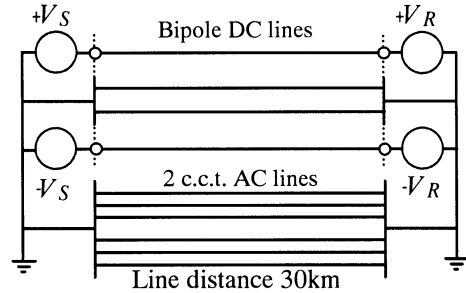 +V_S
+V_R
Bipole DC lines
-V_S
-V_R
2 c.c.t. AC lines
Line distance 30km